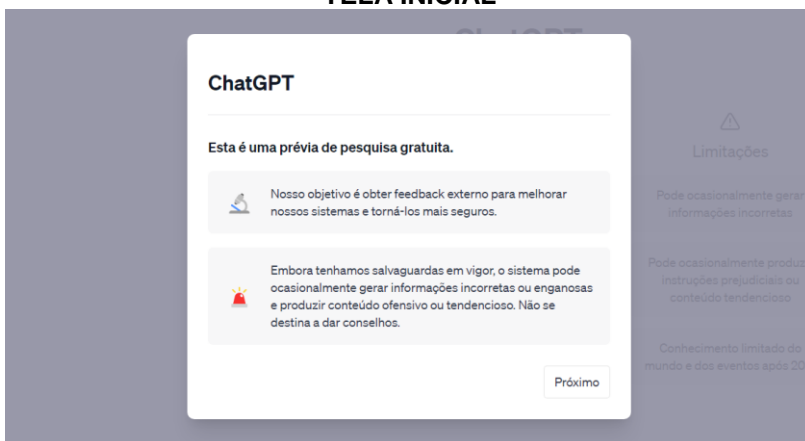 TELA INICIAL
ChatGPT
ChatGPT
Esta é uma prévia de pesquisa gratuita.
Nosso objetivo é obter feedback externo para melhorar
nossos sistemas e torná-los mais seguros.
Embora tenhamos salvaguardas em vigor, o sistema pode
ocasionalmente gerar informações incorretas ou enganosas
e produzir conteúdo ofensivo ou tendencioso. Não se
destina a dar conselhos.
Próximo
Limitações
Pode ocasionalmente gerar
informações incorretas
Pode ocasionalmente
instruções prejudiciais ou
conteúdo tendencioso
Conhecimento limitado do
mundo e dos eventos após